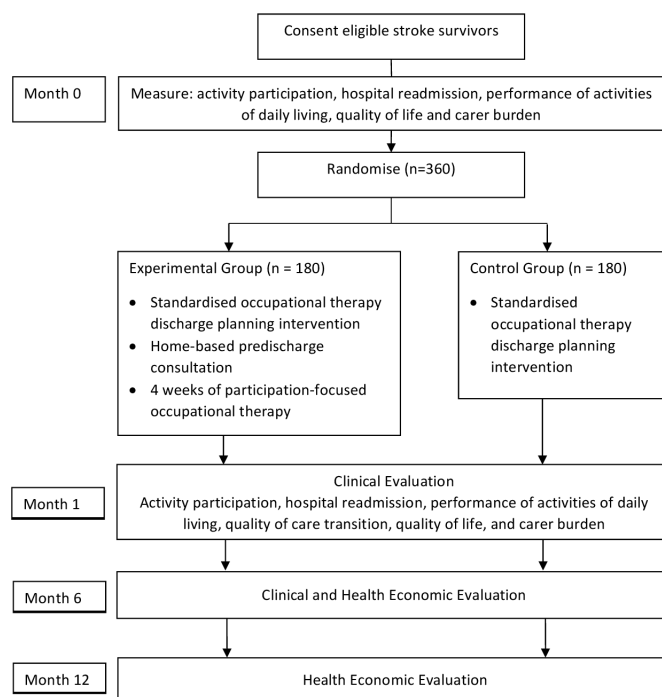 Consent eligible stroke survivors
Month 0
Measure: activity participation, hospital readmission, performance of activities
of daily living, quality of life and carer burden
Randomise (n=360)
Experimental Group (n = 180)
• Standardised occupational therapy
discharge planning intervention
• Home-based predischarge
consultation
• 4 weeks of participation-focused
occupational therapy
Control Group (n = 180)
• Standardised
occupational therapy
discharge planning
intervention
Month 1
Clinical Evaluation
Activity participation, hospital readmission, performance of activities of daily
living, quality of care transition, quality of life, and carer burden
Month 6
Clinical and Health Economic Evaluation
Month 12
Health Economic Evaluation